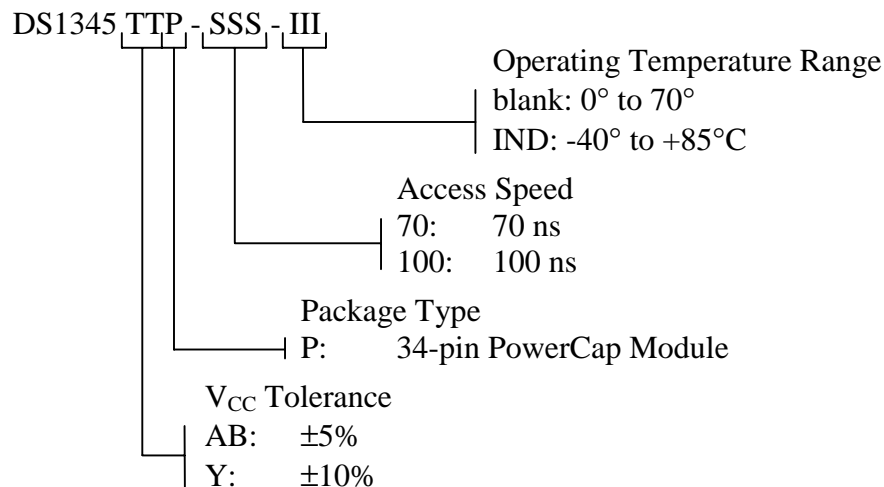 DS1345 TTP - SSS - III
Operating Temperature Range
blank: 0° to 70°
IND: -40° to +85°C
Access Speed
70: 70 ns
100: 100 ns
Package Type
P: 34-pin PowerCap Module
VCC Tolerance
AB: ±5%
Y: ±10%